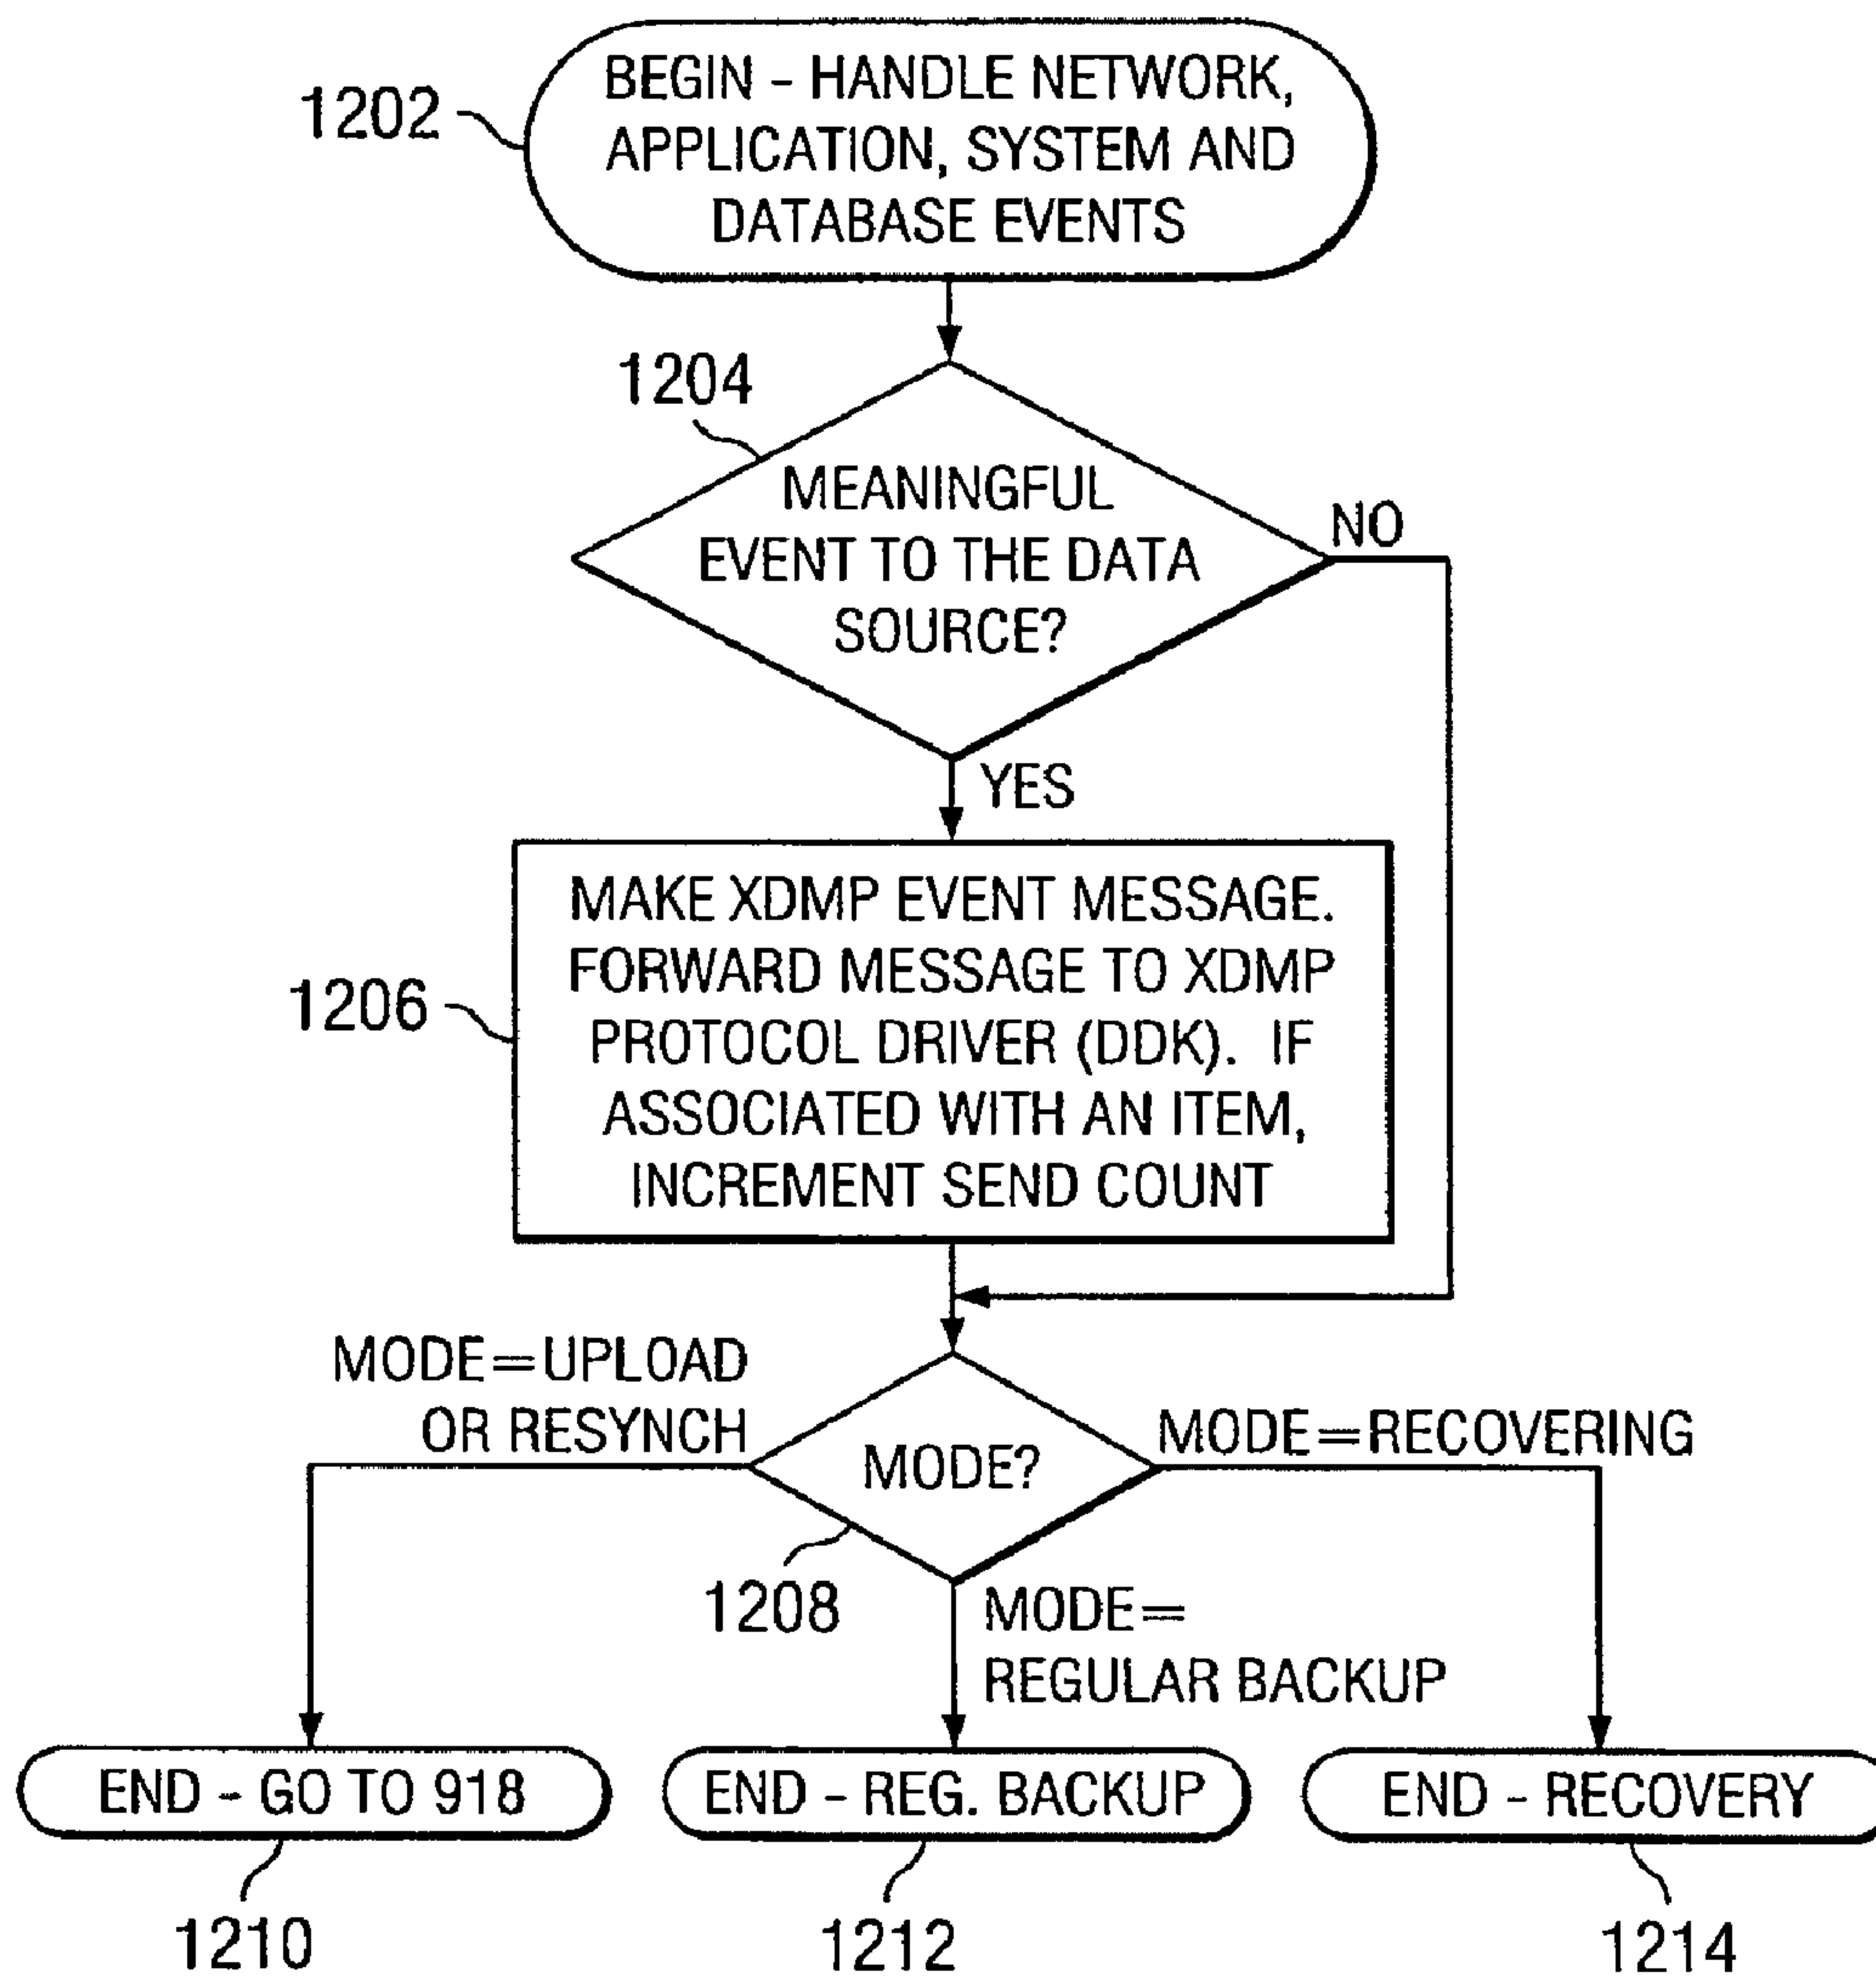 BEGIN - HANDLE NETWORK,
APPLICATION, SYSTEM AND
DATABASE EVENTS
1202
1204
MEANINGFUL
EVENT TO THE DATA
SOURCE?
NO
YES
MAKE XDMP EVENT MESSAGE.
FORWARD MESSAGE TO XDMP
PROTOCOL DRIVER (DDK). IF
ASSOCIATED WITH AN ITEM,
INCREMENT SEND COUNT
1206
MODE=UPLOAD
OR RESYNCH
MODE?
MODE=RECOVERING
1208
MODE=
REGULAR BACKUP
END - GO TO 918
END - REG. BACKUP
END - RECOVERY
1210
1212
1214